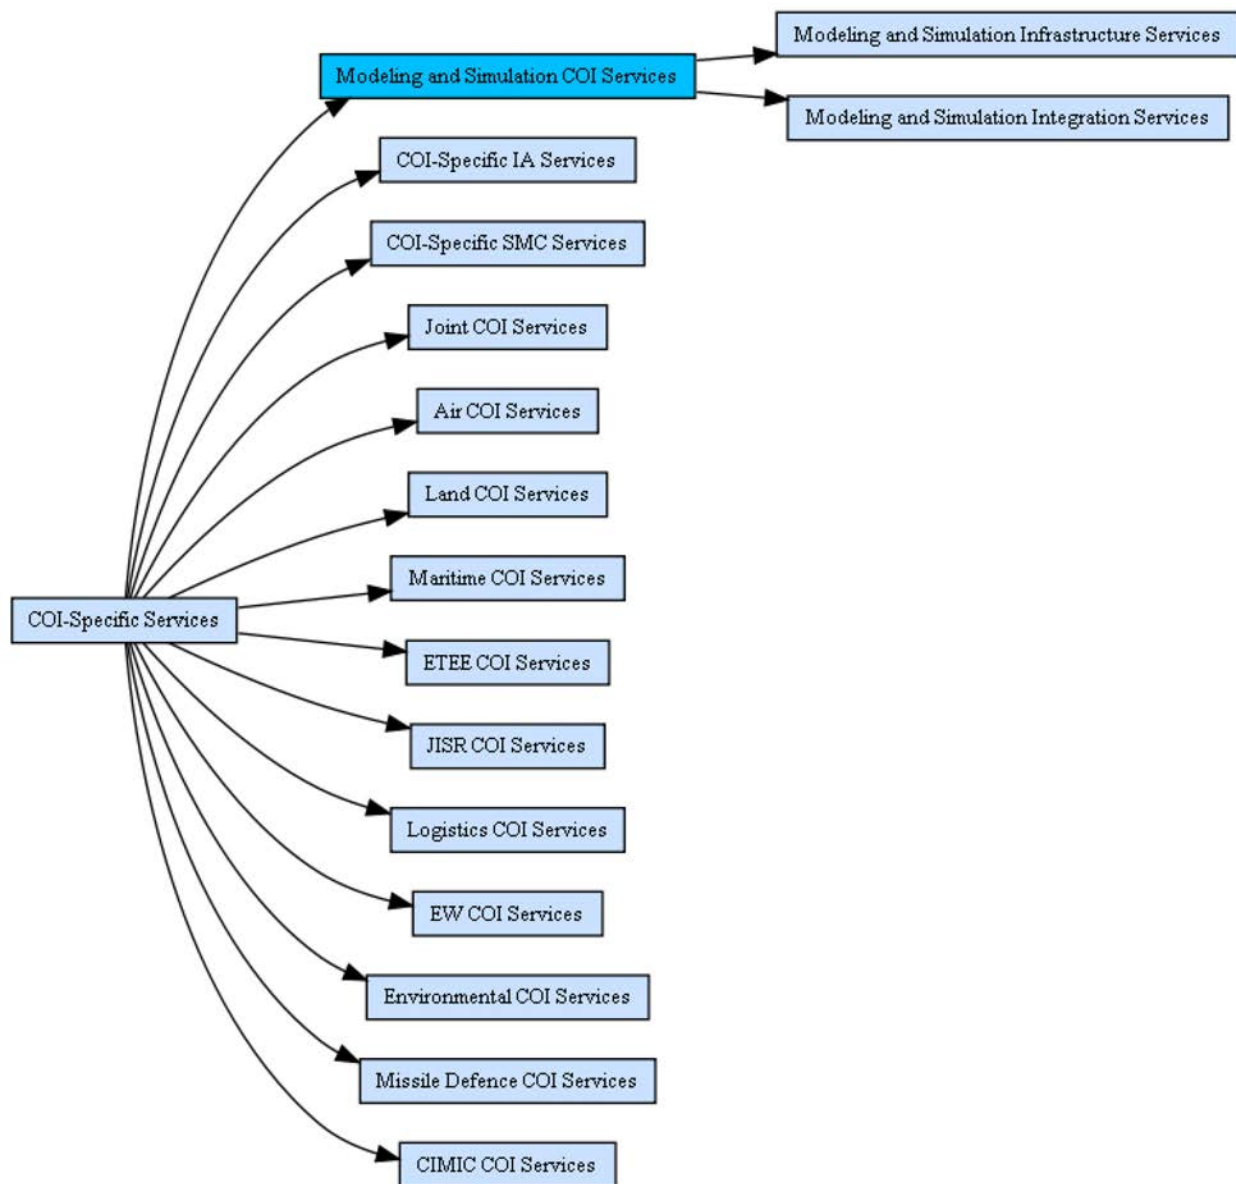 Modeling and Simulation Infrastructure Services
Modeling and Simulation COI Services
Modeling and Simulation Integration Services
COI-Specific IA Services
COI-Specific SMC Services
Joint COI Services
Air COI Services
Land COI Services
Maritime COI Services
COI-Specific Services
ETEE COI Services
JISR COI Services
Logistics COI Services
EW COI Services
Environmental COI Services
Missile Defence COI Services
CIMIC COI Services